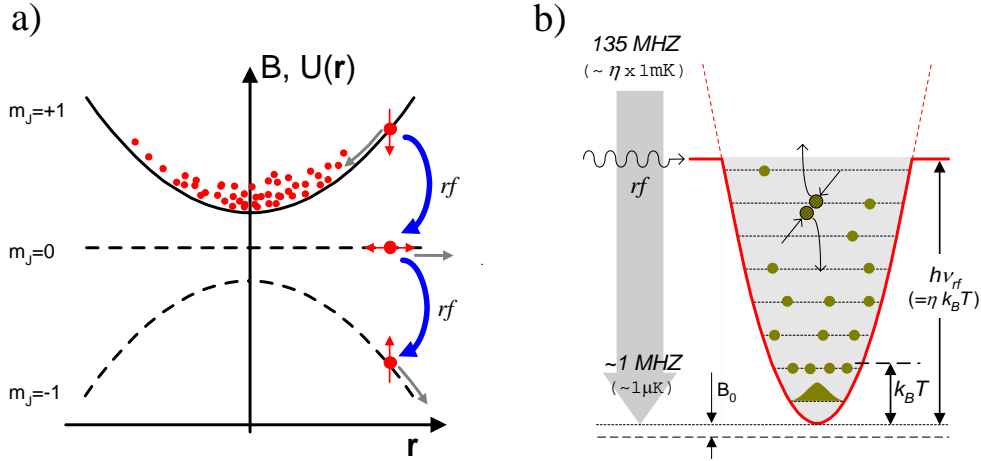 a)
B, U(r)
m_J=+1
rf
m_J=0
rf
m_J=-1
r
b)
135 MHZ
(~ η x 1mK)
rf
hν_rf
(=η k_BT)
~1 MHZ
(~1μK)
B_0
k_BT